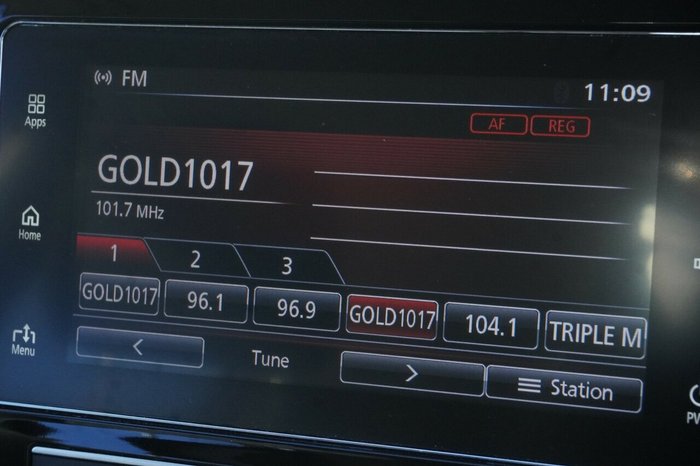 FM
11:09
Apps
AF REG
GOLD1017
101.7 MHz
Home
1 2 3
GOLD1017 96.1 96.9 GOLD1017 104.1 TRIPLE M
Menu
< Tune > Station